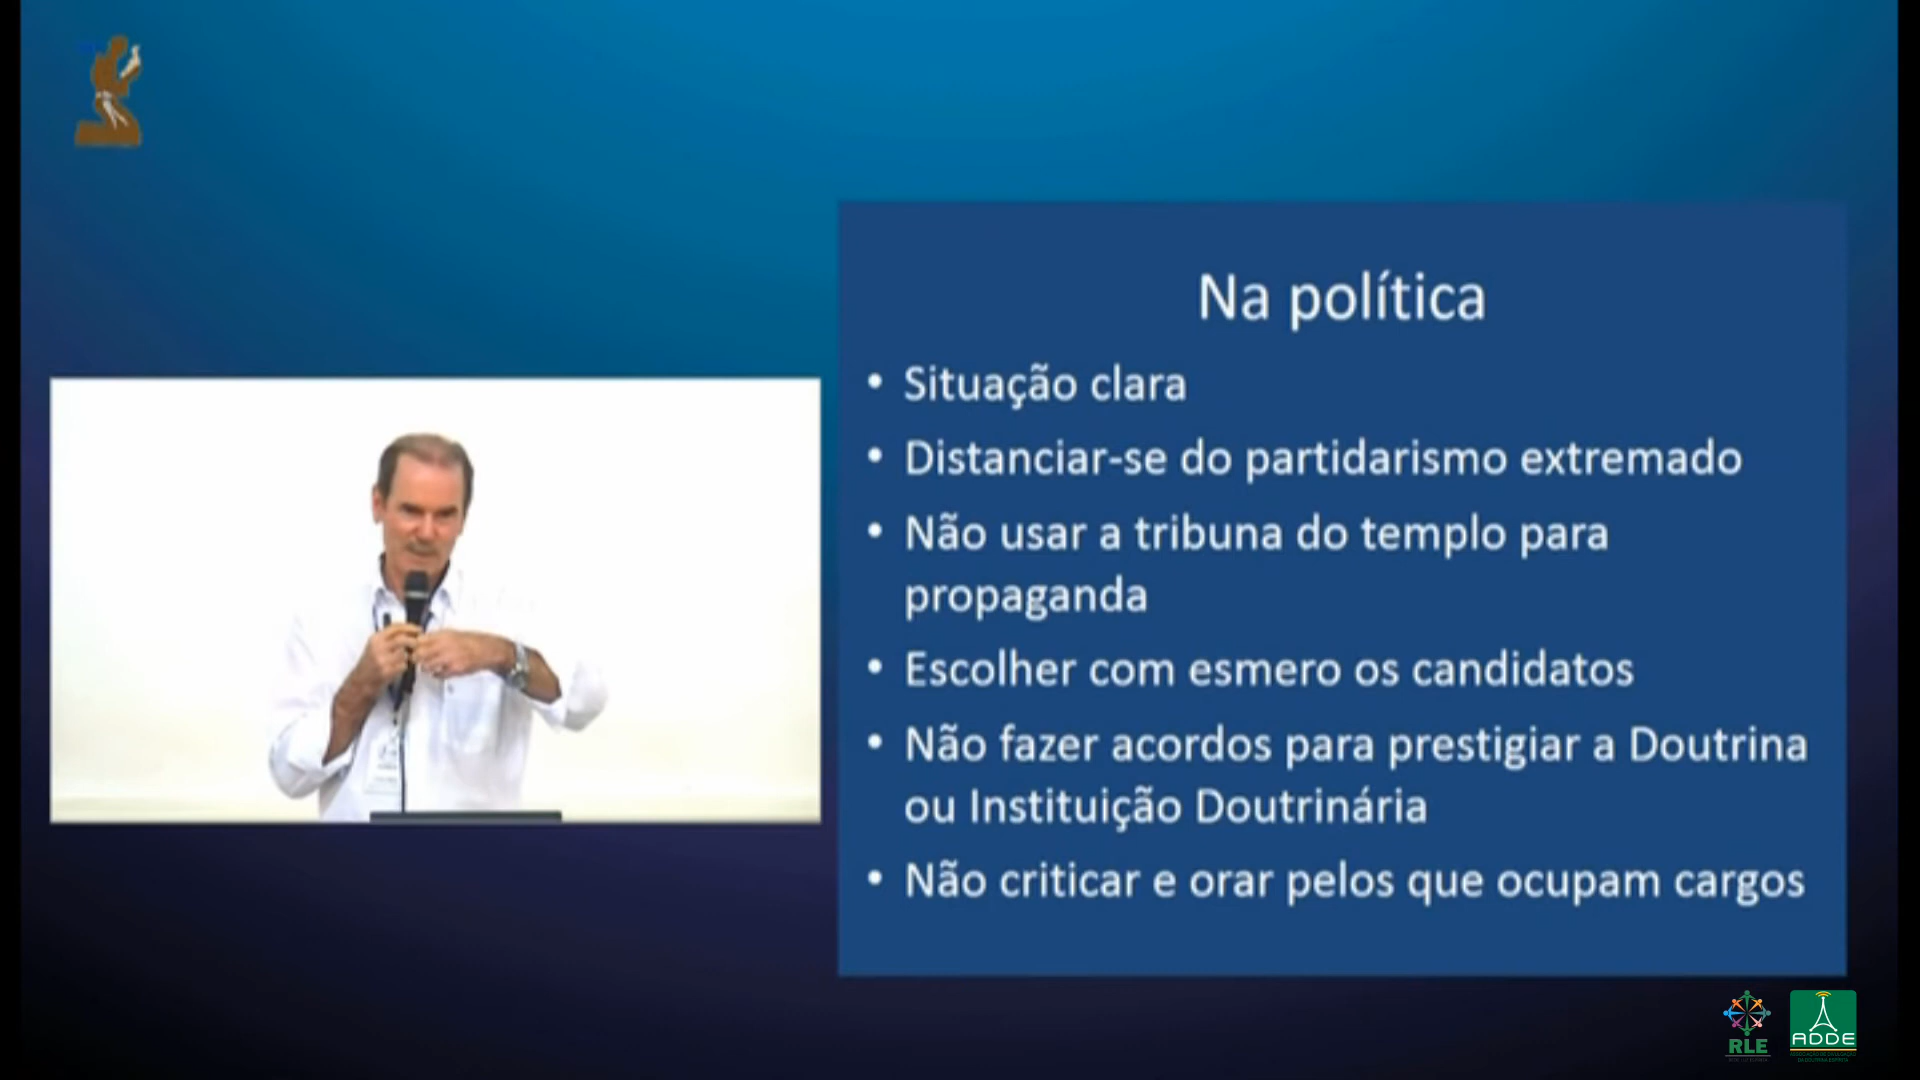 Na política
• Situação clara
• Distanciar-se do partidarismo extremado
• Não usar a tribuna do templo para
propaganda
• Escolher com esmero os candidatos
• Não fazer acordos para prestigiar a Doutrina
ou Instituição Doutrinária
• Não criticar e orar pelos que ocupam cargos
RLE
ADDE